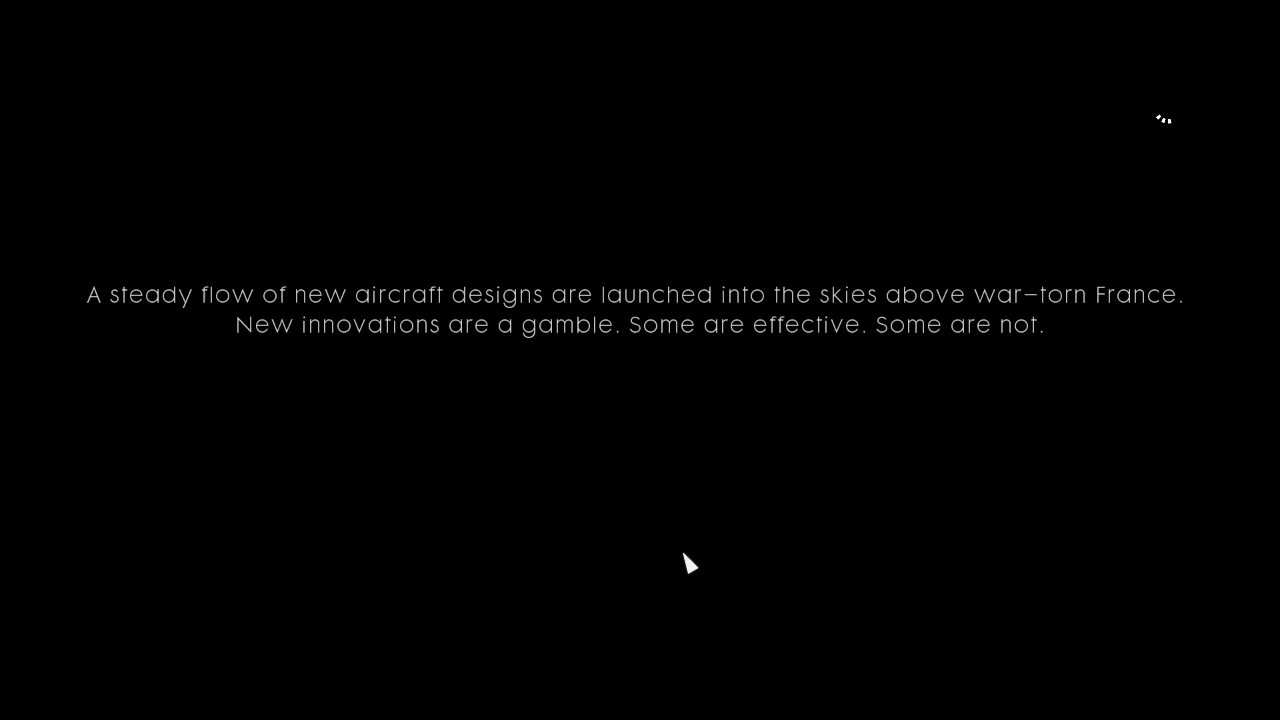 A steady flow of new aircraft designs are launched into the skies above war–torn France.
New innovations are a gamble. Some are effective. Some are not.